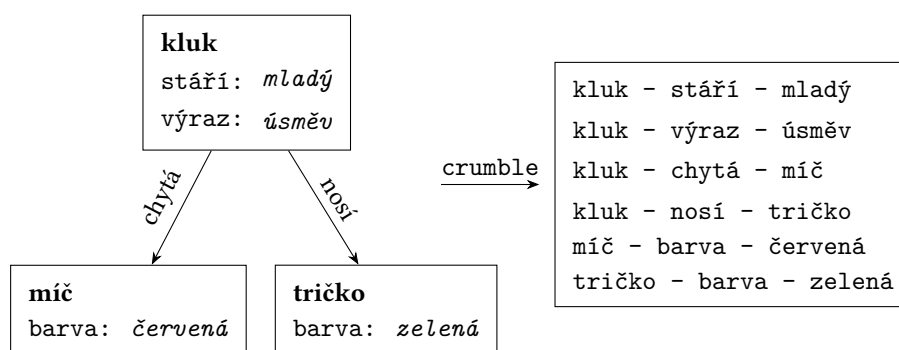 kluk
stáří: mladý
výraz: úsměv
chytá
nosí
míč
barva: červená
tričko
barva: zelená
crumble
kluk - stáří - mladý
kluk - výraz - úsměv
kluk - chytá - míč
kluk - nosí - tričko
míč - barva - červená
tričko - barva - zelená